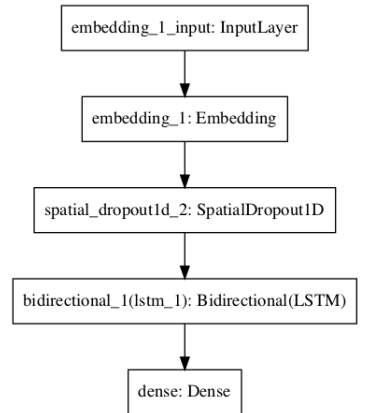 embedding_1_input: InputLayer
embedding_1: Embedding
spatial_dropout1d_2: SpatialDropout1D
bidirectional_1(lstm_1): Bidirectional(LSTM)
dense: Dense